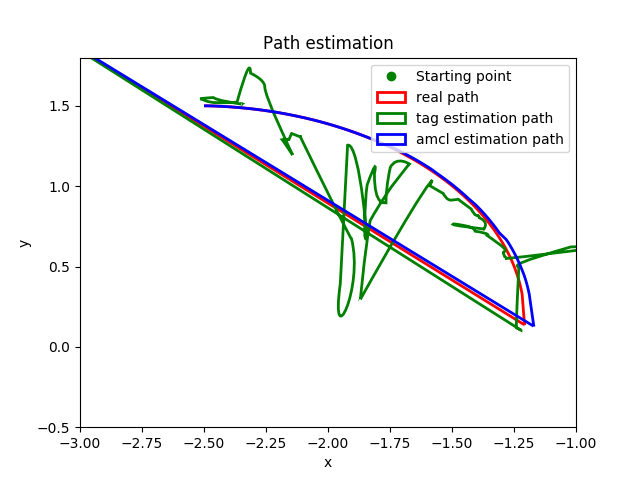 Path estimation
Starting point
real path
tag estimation path
amcl estimation path
1.5
1.0
0.5
0.0
−0.5
y
−3.00 −2.75 −2.50 −2.25 −2.00 −1.75 −1.50 −1.25 −1.00
x